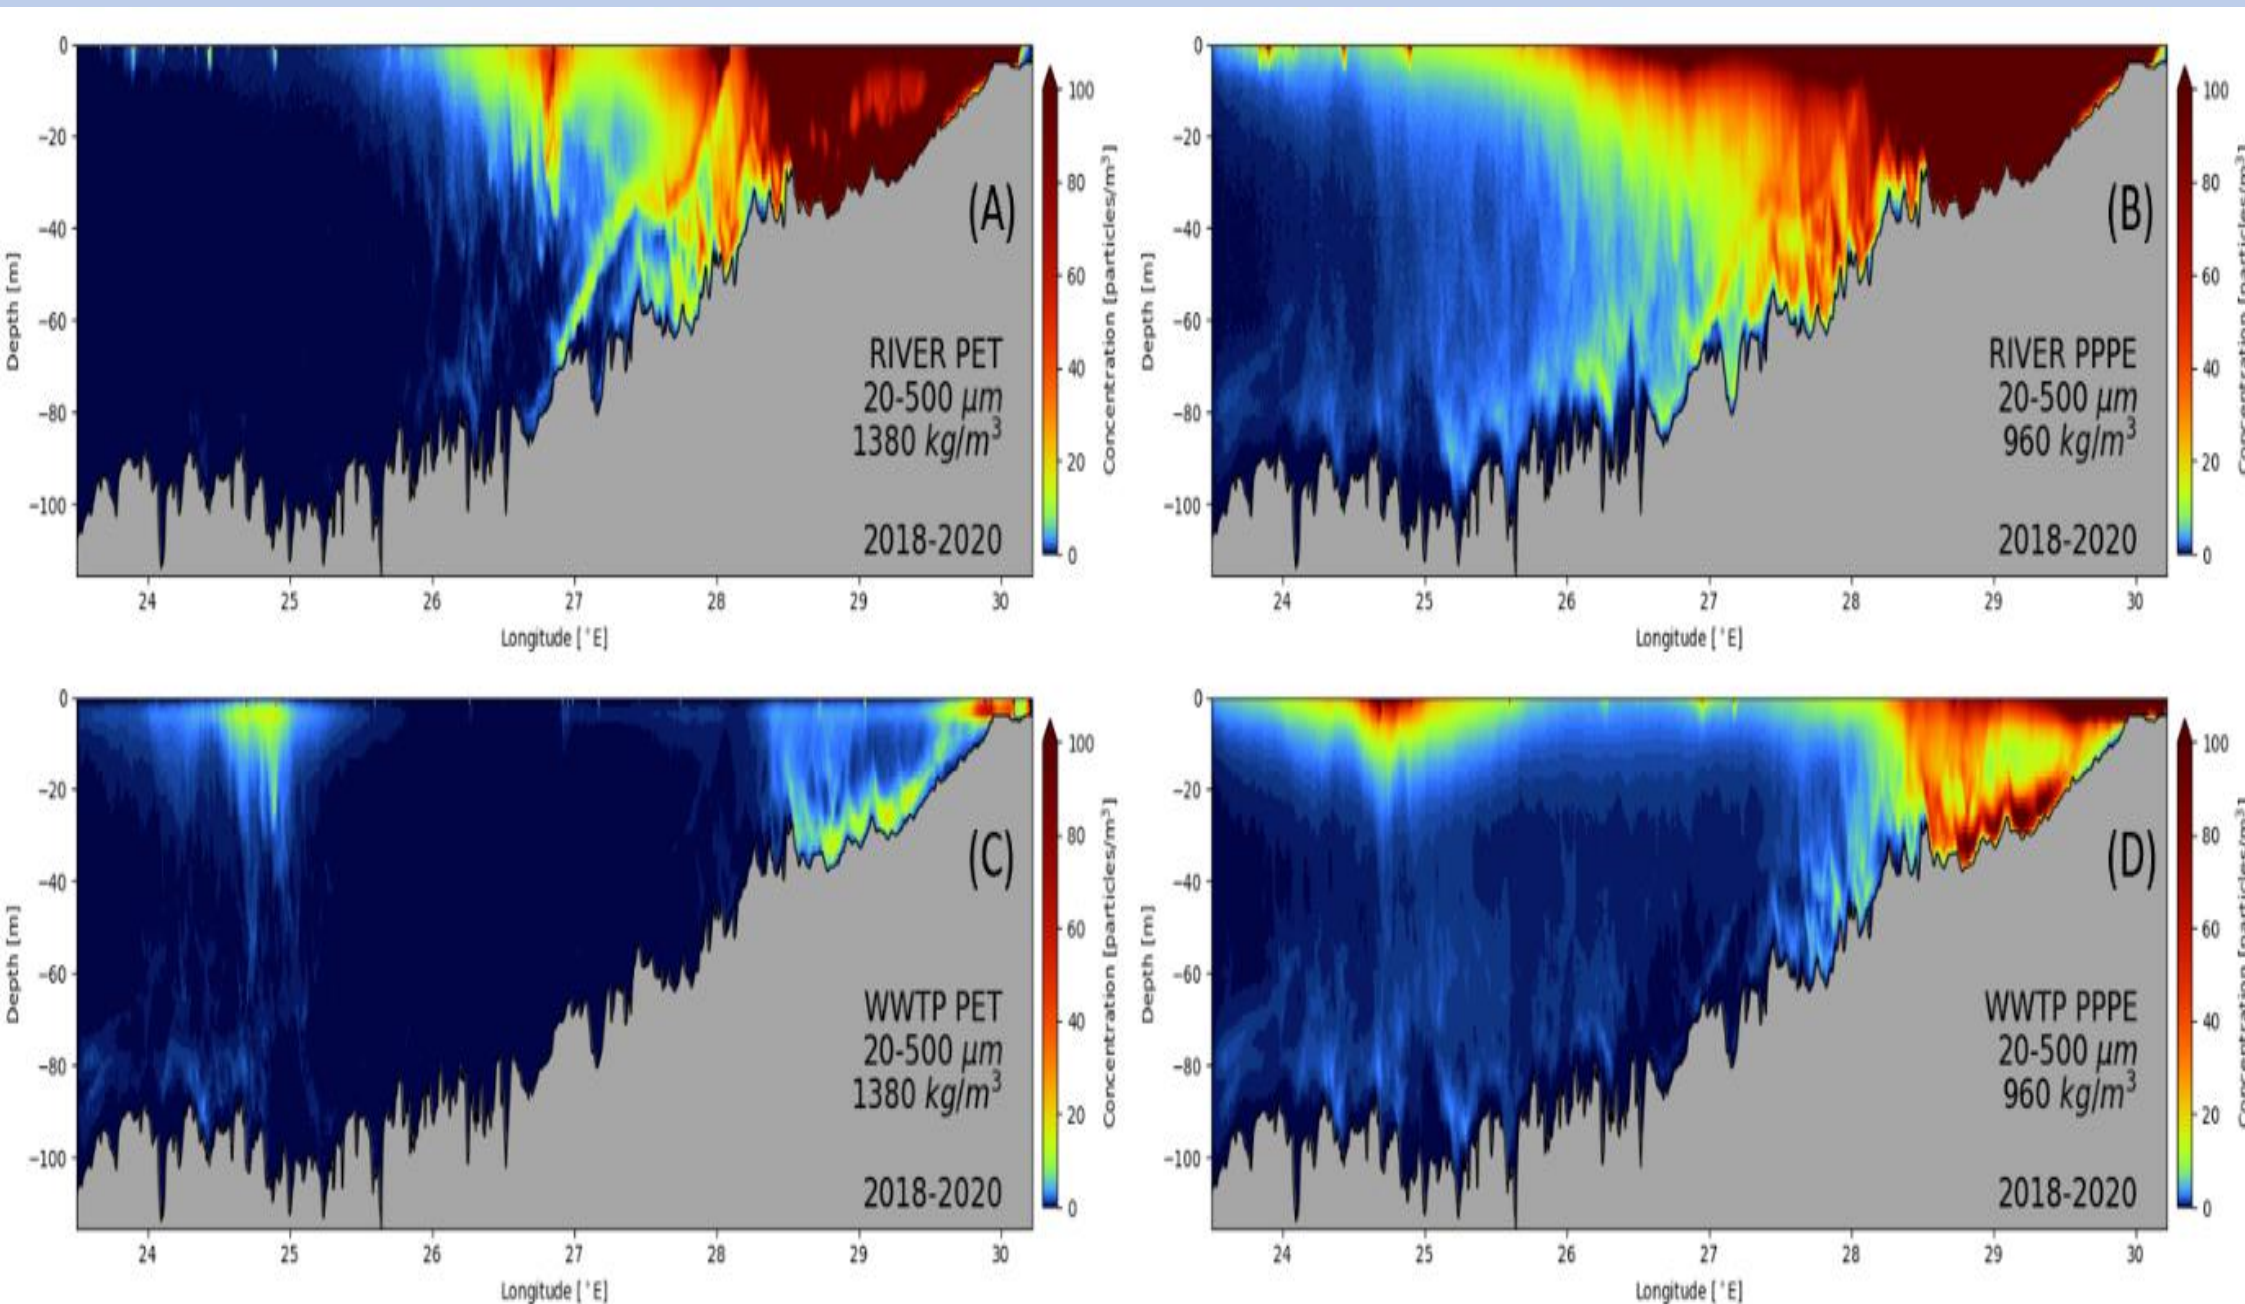 0
−20
−40
−60
−80
−100
Depth [m]
24 25 26 27 28 29 30
Longitude [°E]
(A)
RIVER PET
20-500 μm
1380 kg/m³
2018-2020
100
80
60
40
20
0
Concentration [particles/m³]
0
−20
−40
−60
−80
−100
Depth [m]
24 25 26 27 28 29 30
Longitude [°E]
(B)
RIVER PPPE
20-500 μm
960 kg/m³
2018-2020
100
80
60
40
20
0
Concentration [particles/m³]
0
−20
−40
−60
−80
−100
Depth [m]
24 25 26 27 28 29 30
Longitude [°E]
(C)
WWTP PET
20-500 μm
1380 kg/m³
2018-2020
100
80
60
40
20
0
Concentration [particles/m³]
0
−20
−40
−60
−80
−100
Depth [m]
24 25 26 27 28 29 30
Longitude [°E]
(D)
WWTP PPPE
20-500 μm
960 kg/m³
2018-2020
100
80
60
40
20
0
Concentration [particles/m³]